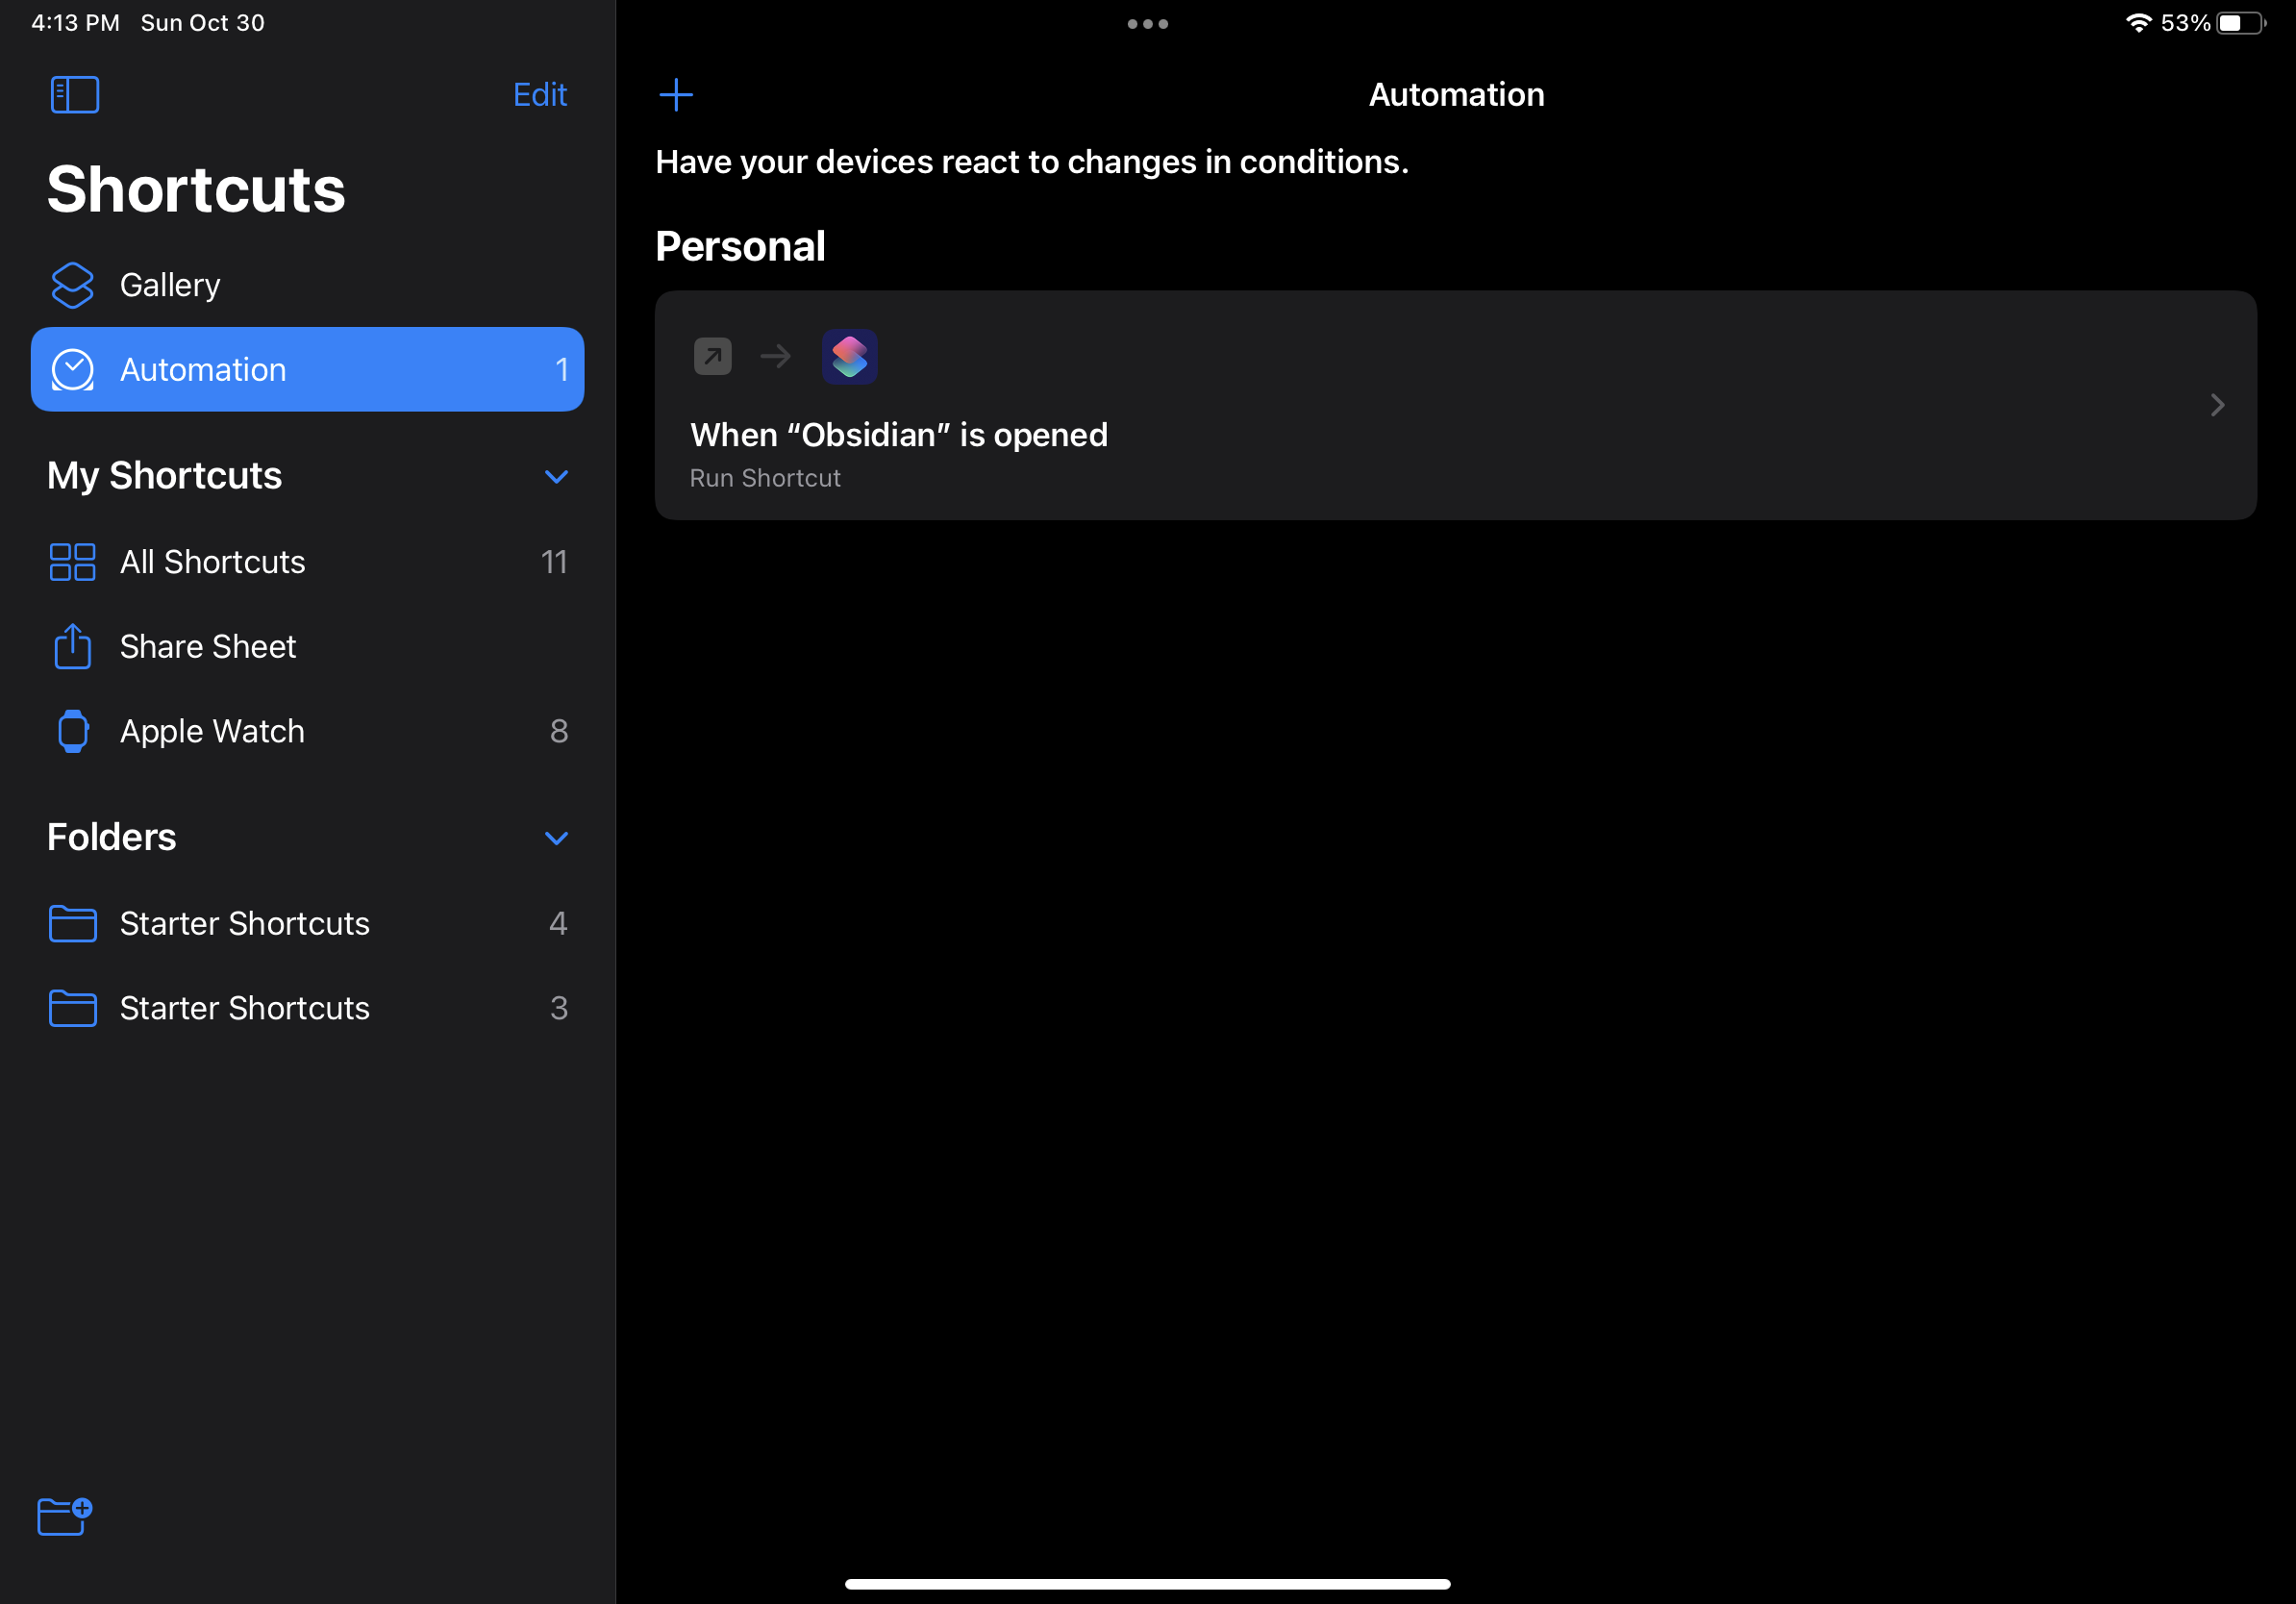 4:13 PM Sun Oct 30
53%
Edit
Shortcuts
Gallery
Automation 1
My Shortcuts
All Shortcuts 11
Share Sheet
Apple Watch 8
Folders
Starter Shortcuts 4
Starter Shortcuts 3
Automation
Have your devices react to changes in conditions.
Personal
When “Obsidian” is opened
Run Shortcut